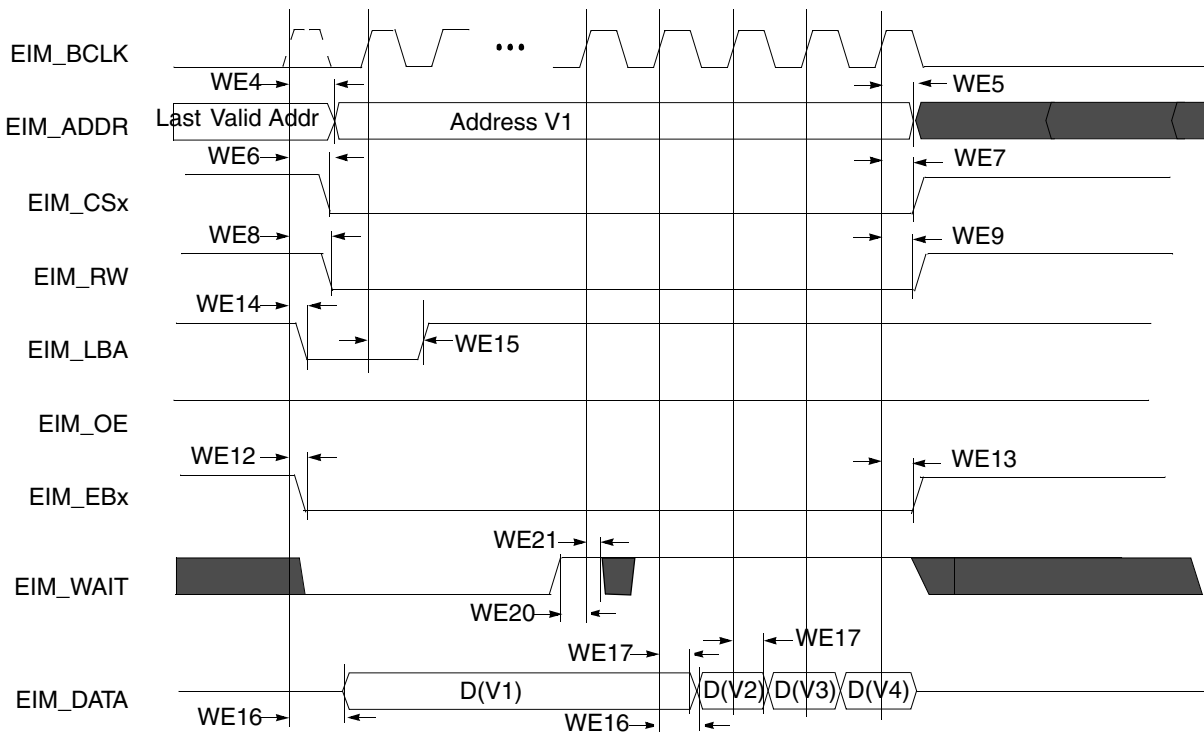 EIM_BCLK
...
WE4
WE5
EIM_ADDR
Last Valid Addr
Address V1
WE6
WE7
EIM_CSx
WE8
WE9
EIM_RW
WE14
EIM_LBA
WE15
EIM_OE
WE12
WE13
EIM_EBx
WE21
EIM_WAIT
WE20
WE17
WE17
EIM_DATA
D(V1)
D(V2)
D(V3)
D(V4)
WE16
WE16